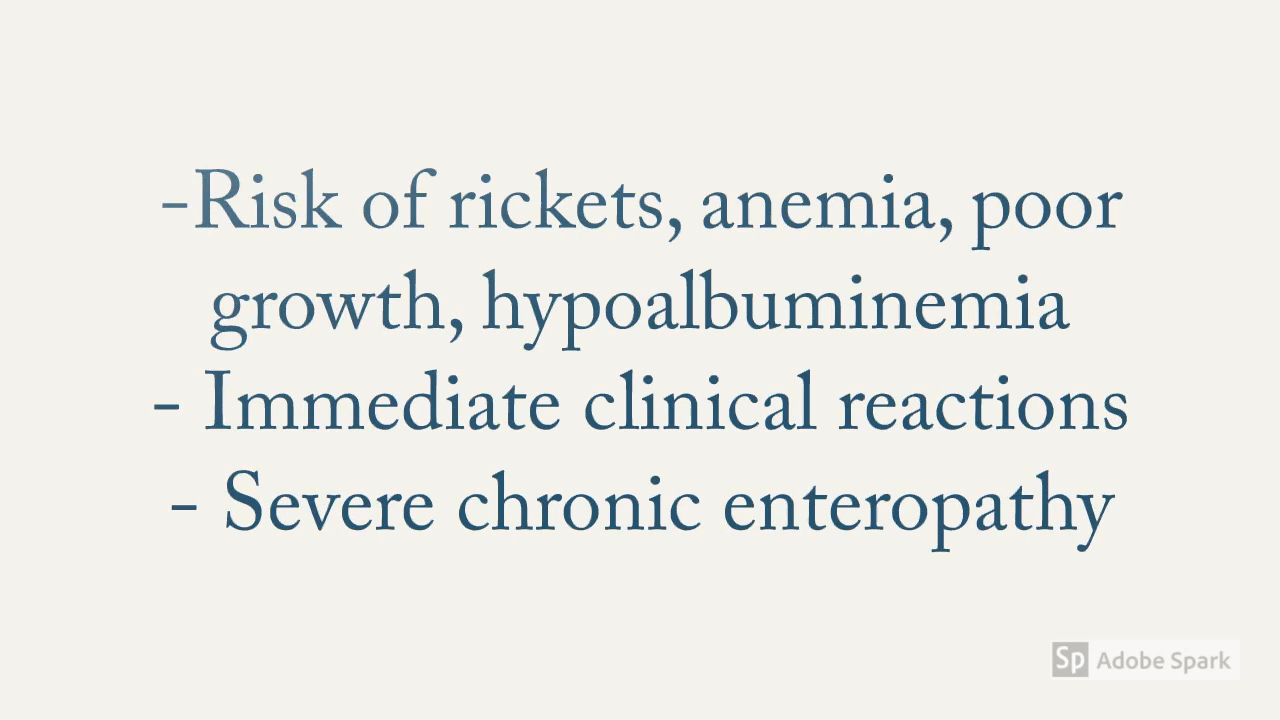 -Risk of rickets, anemia, poor
growth, hypoalbuminemia
- Immediate clinical reactions
- Severe chronic enteropathy
Sp Adobe Spark